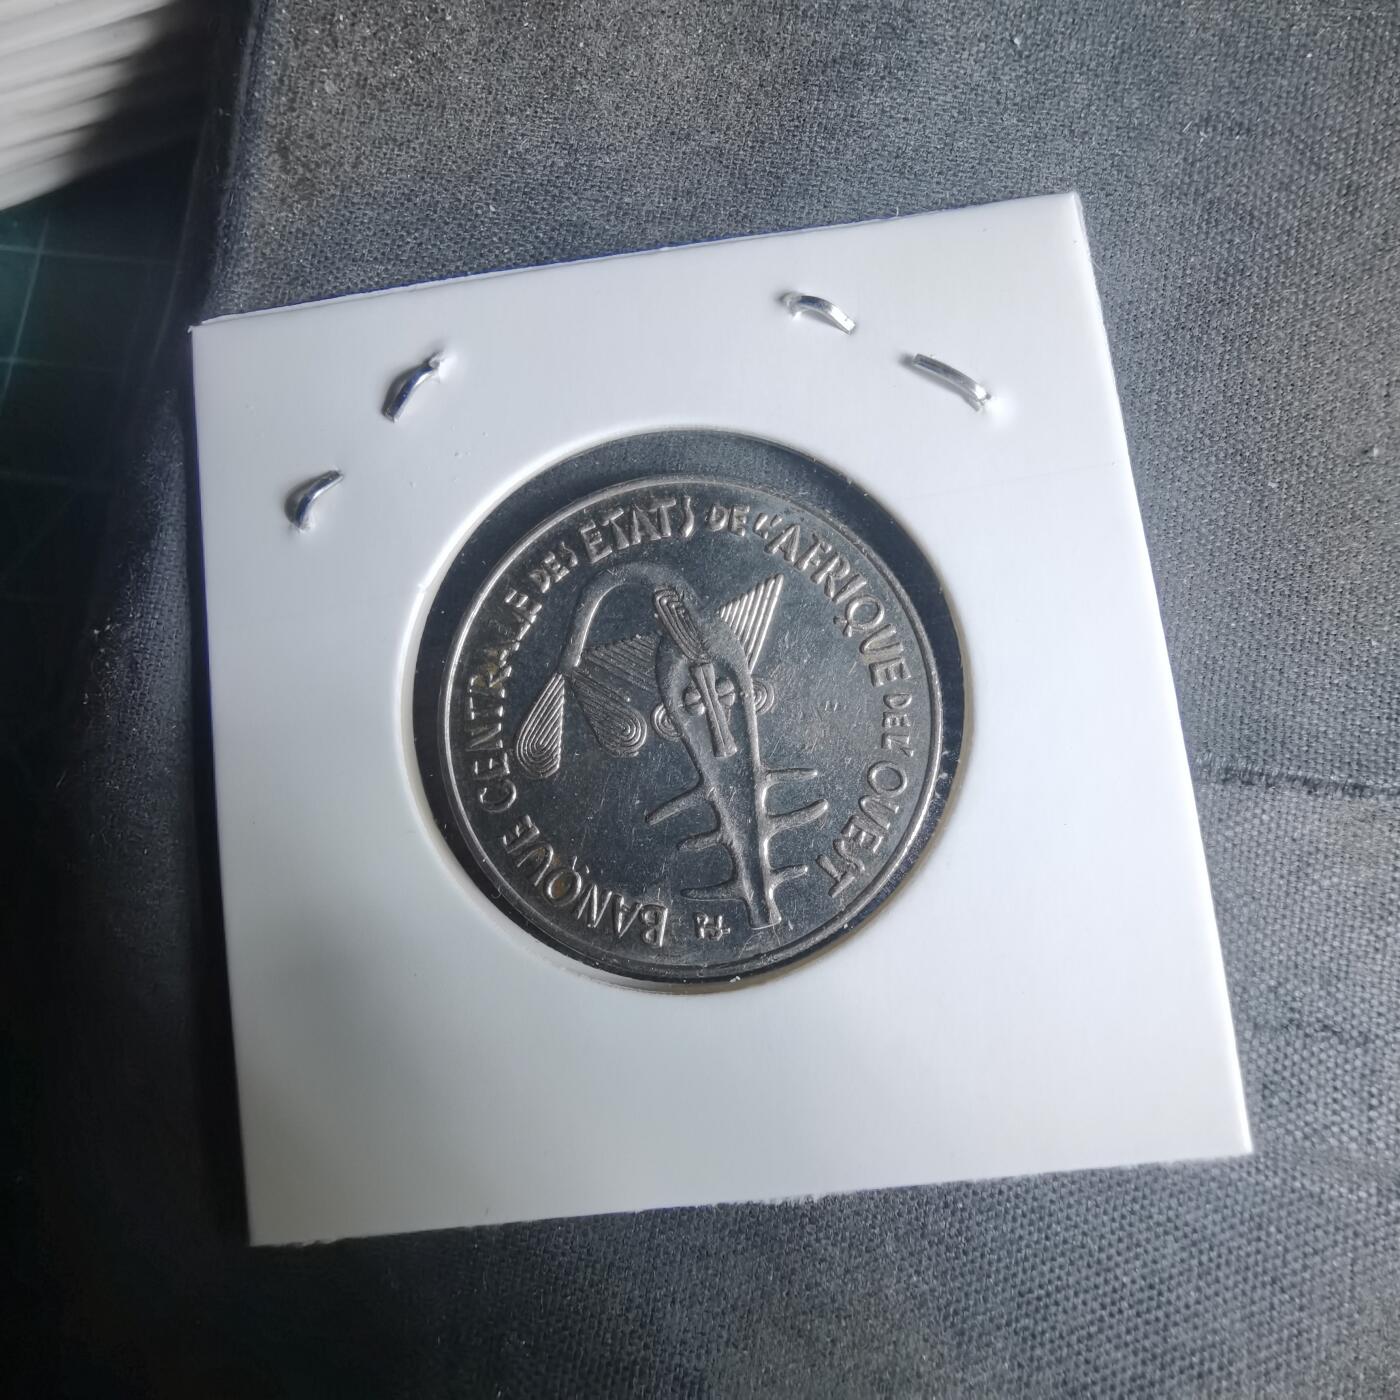 BANQUE CENTRALE DES ETATS DE L'AFRIQUE DE L'OUEST